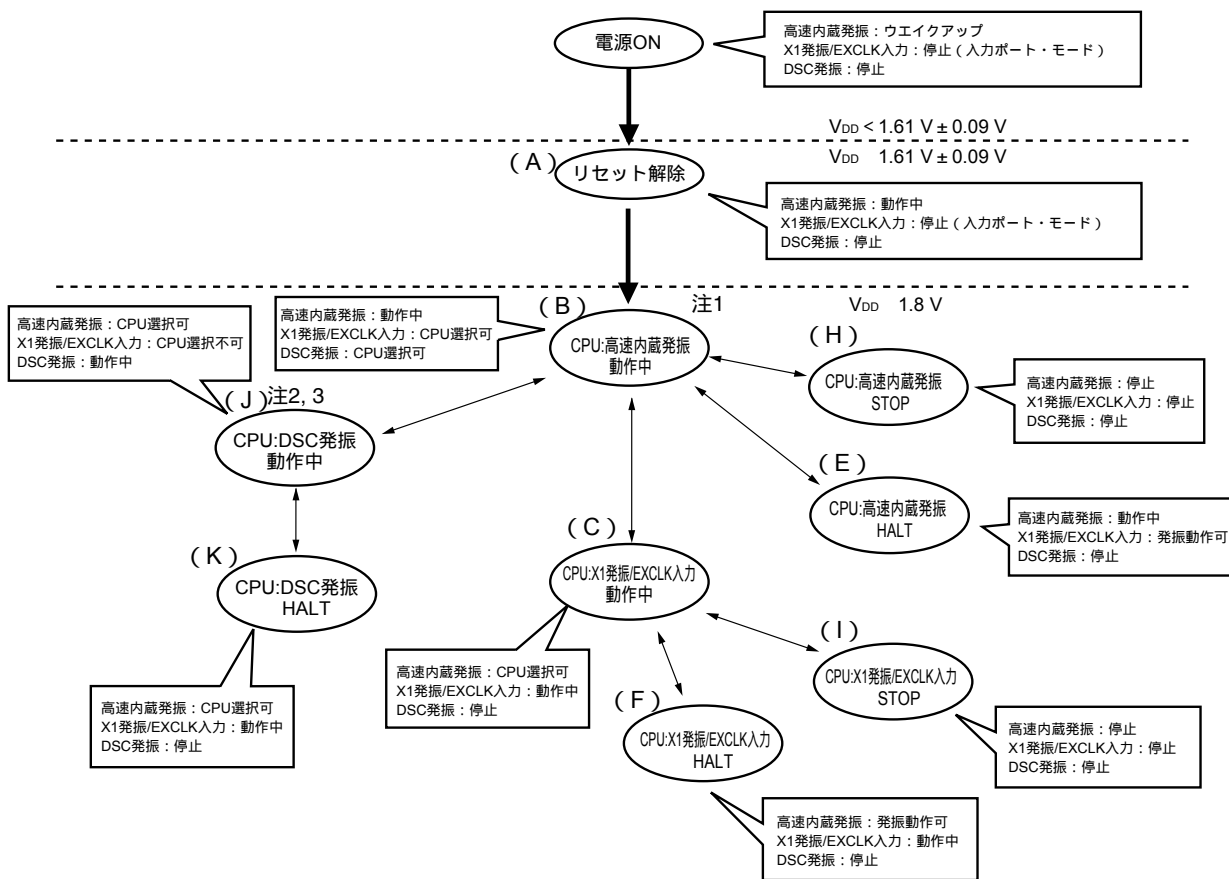 電源ON
高速内蔵発振：ウエイクアップ
X1発振/EXCLK入力：停止（入力ポート・モード）
DSC発振：停止
VDD < 1.61 V ± 0.09 V
VDD　1.61 V ± 0.09 V
（A）
リセット解除
高速内蔵発振：動作中
X1発振/EXCLK入力：停止（入力ポート・モード）
DSC発振：停止
VDD　1.8 V
（B）
注1
CPU:高速内蔵発振
動作中
高速内蔵発振：動作中
X1発振/EXCLK入力：CPU選択可
DSC発振：CPU選択可
高速内蔵発振：CPU選択可
X1発振/EXCLK入力：CPU選択不可
DSC発振：動作中
（J）注2, 3
CPU:DSC発振
動作中
（H）
CPU:高速内蔵発振
STOP
高速内蔵発振：停止
X1発振/EXCLK入力：停止
DSC発振：停止
（E）
CPU:高速内蔵発振
HALT
高速内蔵発振：動作中
X1発振/EXCLK入力：発振動作可
DSC発振：停止
（C）
CPU:X1発振/EXCLK入力
動作中
高速内蔵発振：CPU選択可
X1発振/EXCLK入力：動作中
DSC発振：停止
（K）
CPU:DSC発振
HALT
高速内蔵発振：CPU選択可
X1発振/EXCLK入力：動作中
DSC発振：停止
（I）
CPU:X1発振/EXCLK入力
STOP
高速内蔵発振：停止
X1発振/EXCLK入力：停止
DSC発振：停止
（F）
CPU:X1発振/EXCLK入力
HALT
高速内蔵発振：発振動作可
X1発振/EXCLK入力：動作中
DSC発振：停止